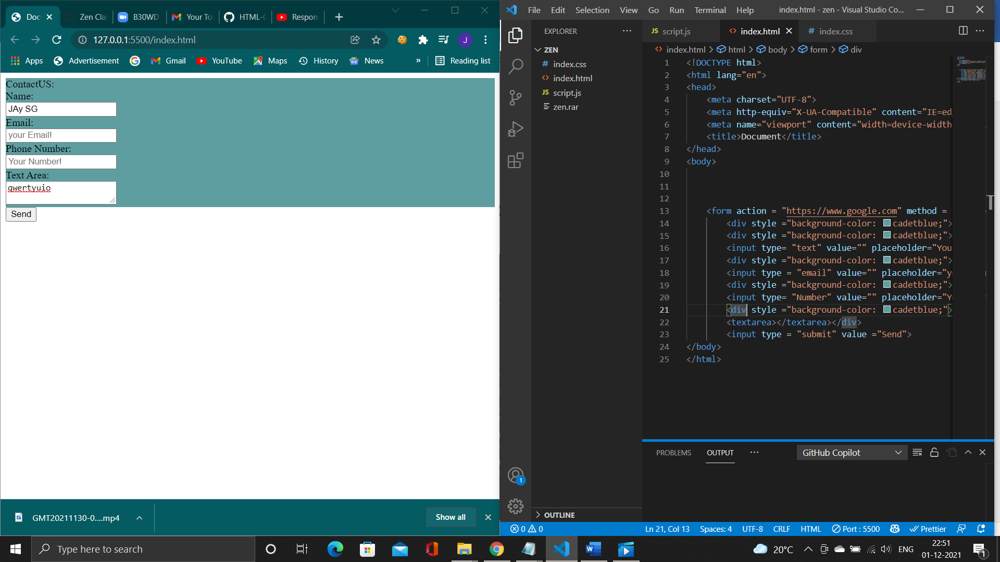 Doc
Zen Cla
B30WD
Your To
HTML-C
Respon
127.0.0.1:5500/index.html
J
Apps
Advertisement
Gmail
YouTube
Maps
History
News
»
Reading list
ContactUS:
Name:
JAy SG
Email:
your Email!
Phone Number:
Your Number!
Text Area:
qwertyuio
Send
GMT20211130-0....mp4
Show all
File Edit Selection View Go Run Terminal Help
index.html - zen - Visual Studio Co...
EXPLORER
ZEN
# index.css
<> index.html
JS script.js
zen.rar
OUTLINE
JS script.js
<> index.html
# index.css
<> index.html > html > body > form > div
1 <!DOCTYPE html>
2 <html lang="en">
3 <head>
4 <meta charset="UTF-8">
5 <meta http-equiv="X-UA-Compatible" content="IE=ed
6 <meta name="viewport" content="width=device-width
7 <title>Document</title>
8 </head>
9 <body>
10
11
12
13 <form action = "https://www.google.com" method =
14 <div style ="background-color: cadetblue;">
15 <div style ="background-color: cadetblue;">
16 <input type= "text" value="" placeholder="You
17 <div style ="background-color: cadetblue;">
18 <input type = "email" value="" placeholder="y
19 <div style ="background-color: cadetblue;">
20 <input type= "Number" value="" placeholder="Y
21 <div style ="background-color: cadetblue;">
22 <textarea></textarea></div>
23 <input type = "submit" value ="Send">
24 </body>
25 </html>
PROBLEMS OUTPUT
GitHub Copilot
1
0 0
Ln 21, Col 13 Spaces: 4 UTF-8 CRLF HTML Port : 5500 Prettier
Type here to search
20°C
ENG
22:51
01-12-2021
1